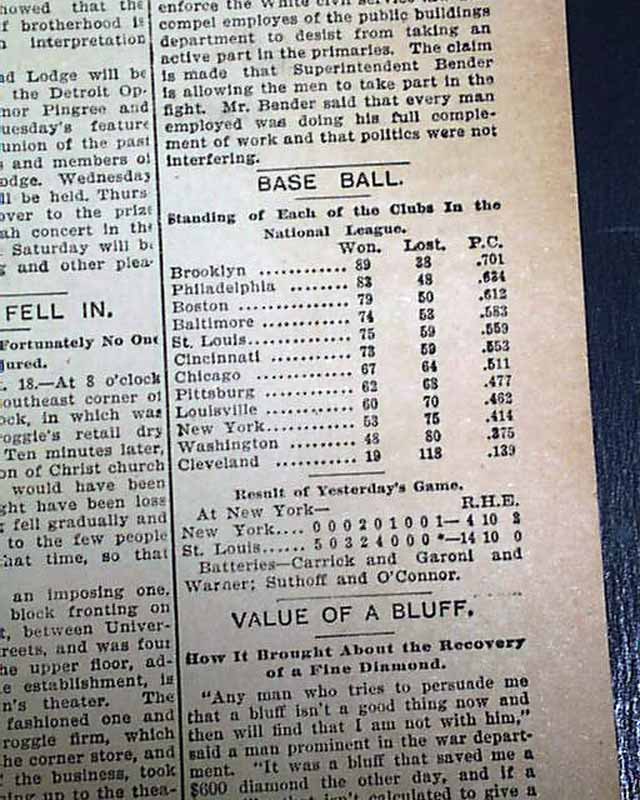 howed that the
f brotherhood is
n interpretation
nd Lodge will be
the Detroit Op-
nor Pingree and
uesday's feature
union of the past
s and members of
odge. Wednesday
ll be held. Thurs-
over to the prize
ah concert in the
Saturday will be
g and other plea-
FELL IN.
Fortunately No One
jured.
t. 18.—At 8 o'clock
outheast corner of
ock, in which was
roggie's retail dry
Ten minutes later,
on of Christ church
would have been
ght have been loss
t fell gradually and
to the few people
that time, so that
an imposing one,
block fronting on
t, between Univer-
reets, and was four
he upper floor, ad-
e establishment, is
n's theater. The
fashioned one and
roggie firm, which
he corner store, and
f the business, took
ing up to the thea-
enforce the White civil service
compel employes of the public buildings
department to desist from taking an
active part in the primaries. The claim
is made that Superintendent Bender
is allowing the men to take part in the
fight. Mr. Bender said that every man
employed was doing his full comple-
ment of work and that politics were not
interfering.
BASE BALL.
Standing of Each of the Clubs In the
National League.
Won. Lost. P.C.
Brooklyn ............ 89 38 .701
Philadelphia ........ 83 48 .634
Boston .............. 79 50 .612
Baltimore ........... 74 53 .583
St. Louis............ 75 59 .559
Cincinnati .......... 73 59 .553
Chicago ............. 67 64 .511
Pittsburg ........... 62 68 .477
Louisville .......... 60 70 .462
New York............. 53 75 .414
Washington .......... 48 80 .375
Cleveland ........... 19 118 .139
Result of Yesterday's Game.
At New York— R.H.E.
New York.... 0 0 0 2 0 1 0 0 1— 4 10
St. Louis...... 5 0 3 2 4 0 0 0 *—14 10 0
Batteries—Carrick and Garoni and
Warner; Suthoff and O'Connor.
VALUE OF A BLUFF.
How It Brought About the Recovery
of a Fine Diamond.
"Any man who tries to persuade me
that a bluff isn't a good thing now and
then will find that I am not with him,"
said a man prominent in the war depart-
ment. "It was a bluff that saved me a
$600 diamond the other day, and if a
that isn't calculated to give a